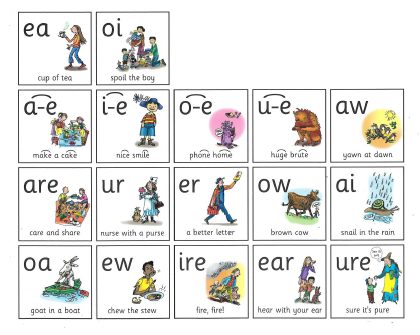 ea oi
cup of tea spoil the boy
a-e i-e o-e u-e aw
make a cake nice smile phone home huge brute yawn at dawn
are ur er ow ai
care and share nurse with a purse a better letter brown cow snail in the rain
oa ew ire ear ure
goat in a boat chew the stew fire, fire! hear with your ear sure it's pure